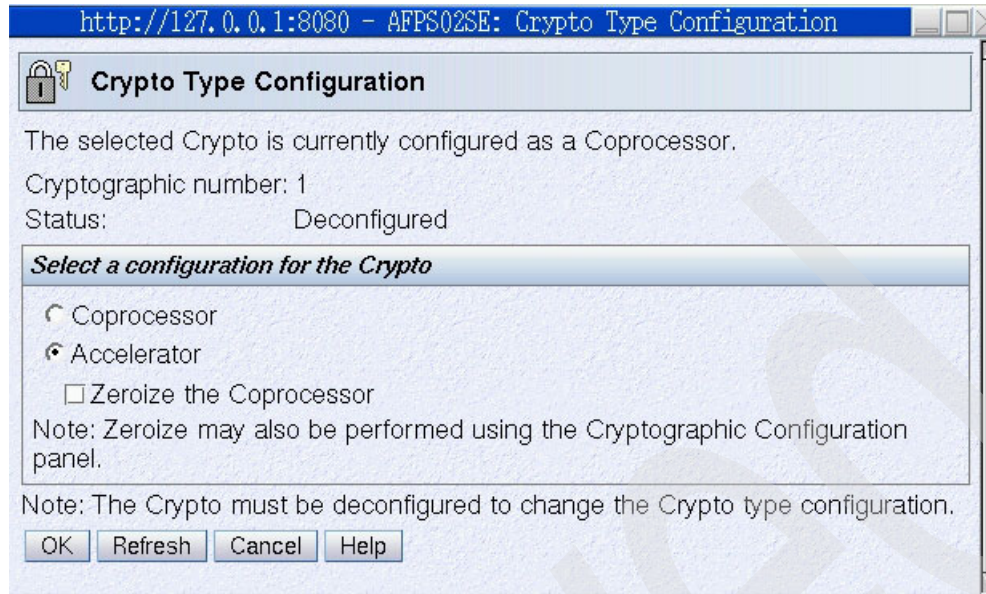 http://127.0.0.1:8080 - AFPS02SE: Crypto Type Configuration
Crypto Type Configuration
The selected Crypto is currently configured as a Coprocessor.
Cryptographic number: 1
Status: Deconfigured
Select a configuration for the Crypto
Coprocessor
Accelerator
Zeroize the Coprocessor
Note: Zeroize may also be performed using the Cryptographic Configuration
panel.
Note: The Crypto must be deconfigured to change the Crypto type configuration.
OK Refresh Cancel Help